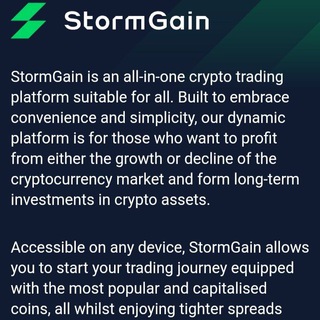 StormGain
StormGain is an all-in-one crypto trading
platform suitable for all. Built to embrace
convenience and simplicity, our dynamic
platform is for those who want to profit
from either the growth or decline of the
cryptocurrency market and form long-term
investments in crypto assets.
Accessible on any device, StormGain allows
you to start your trading journey equipped
with the most popular and capitalised
coins, all whilst enjoying tighter spreads